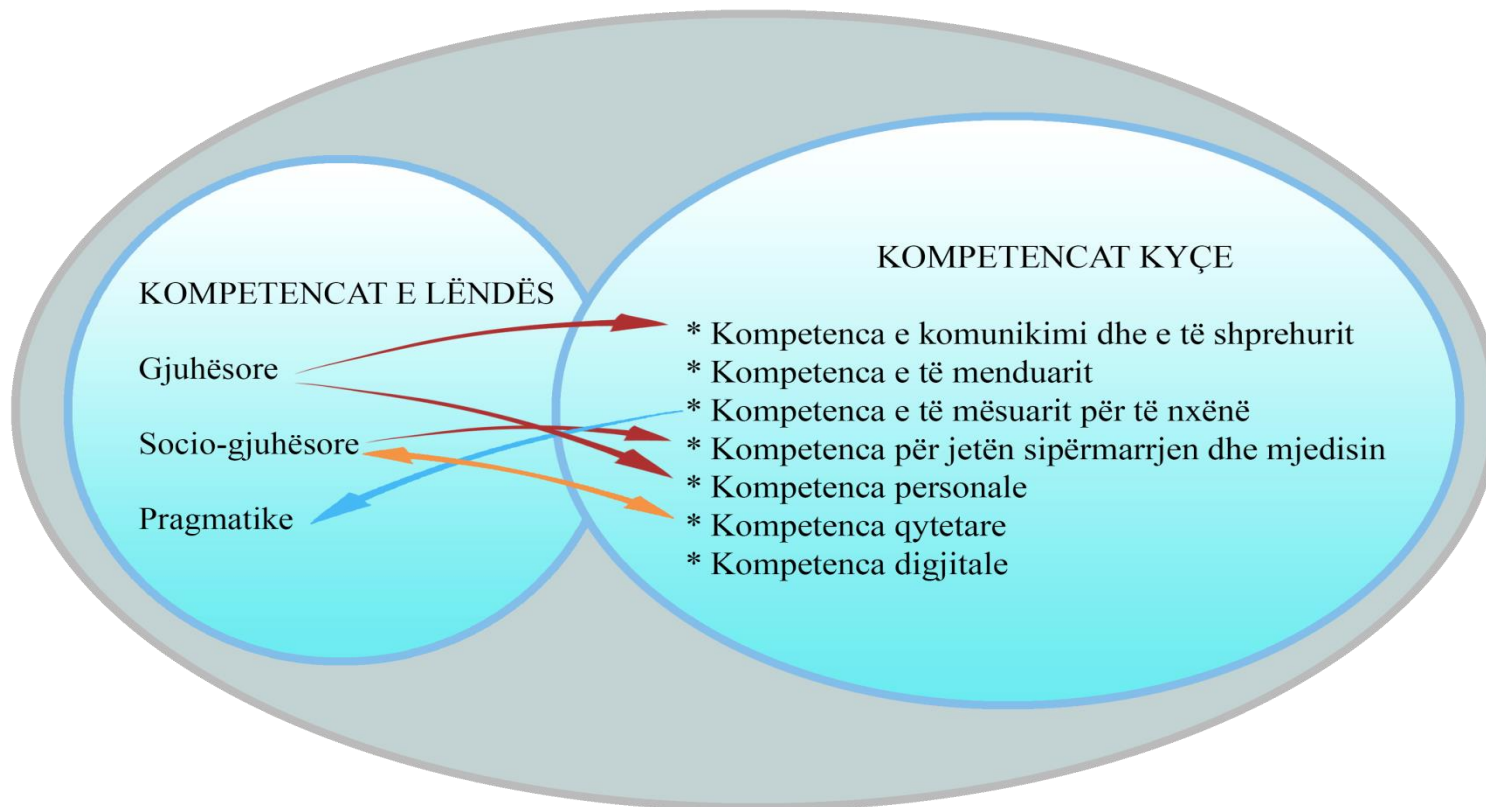 KOMPETENCAT E LËNDËS
Gjuhësore
Socio-gjuhësore
Pragmatike
KOMPETENCAT KYÇE
* Kompetenca e komunikimi dhe e të shprehurit
* Kompetenca e të menduarit
* Kompetenca e të mësuarit për të nxënë
* Kompetenca për jetën sipërmarrjen dhe mjedisin
* Kompetenca personale
* Kompetenca qytetare
* Kompetenca digjitale